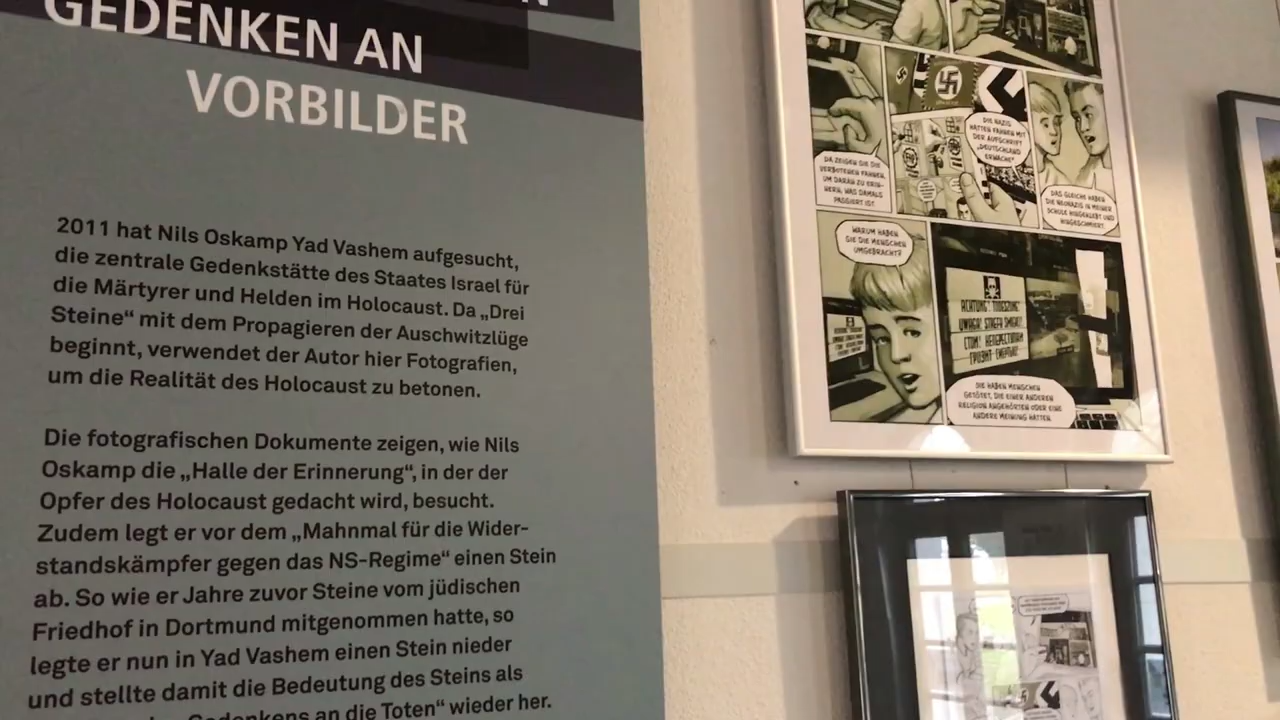 GEDENKEN AN
VORBILDER
2011 hat Nils Oskamp Yad Vashem aufgesucht,
die zentrale Gedenkstätte des Staates Israel für
die Märtyrer und Helden im Holocaust. Da „Drei
Steine“ mit dem Propagieren der Auschwitzlüge
beginnt, verwendet der Autor hier Fotografien,
um die Realität des Holocaust zu betonen.
Die fotografischen Dokumente zeigen, wie Nils
Oskamp die „Halle der Erinnerung“, in der der
Opfer des Holocaust gedacht wird, besucht.
Zudem legt er vor dem „Mahnmal für die Wider-
standskämpfer gegen das NS-Regime“ einen Stein
ab. So wie er Jahre zuvor Steine vom jüdischen
Friedhof in Dortmund mitgenommen hatte, so
legte er nun in Yad Vashem einen Stein nieder
und stellte damit die Bedeutung des Steins als
Gedenkens an die Toten“ wieder her.
DA ZEIGEN SIE DIE
VERBOTENEN FAHNEN,
UM DARAN ZU ERIN-
NERN, WAS DAMALS
PASSIERT IST.
DIE NAZIS
HATTEN FAHNEN MIT
DER AUFSCHRIFT
„DEUTSCHLAND
ERWACHE“
DAS GLEICHE HABEN
DIE NEONAZIS IN MEINER
SCHULE HINGEKLEBT UND
HINGESCHMIERT.
WARUM HABEN
SIE DIE MENSCHEN
UMGEBRACHT?
ACHTUNG! TODESZONE!
UWAGA! STREFA ŚMIERCI!
DIE HABEN MENSCHEN
GETÖTET, DIE EINER ANDEREN
RELIGION ANGEHÖRTEN ODER EINE
ANDERE MEINUNG HATTEN.